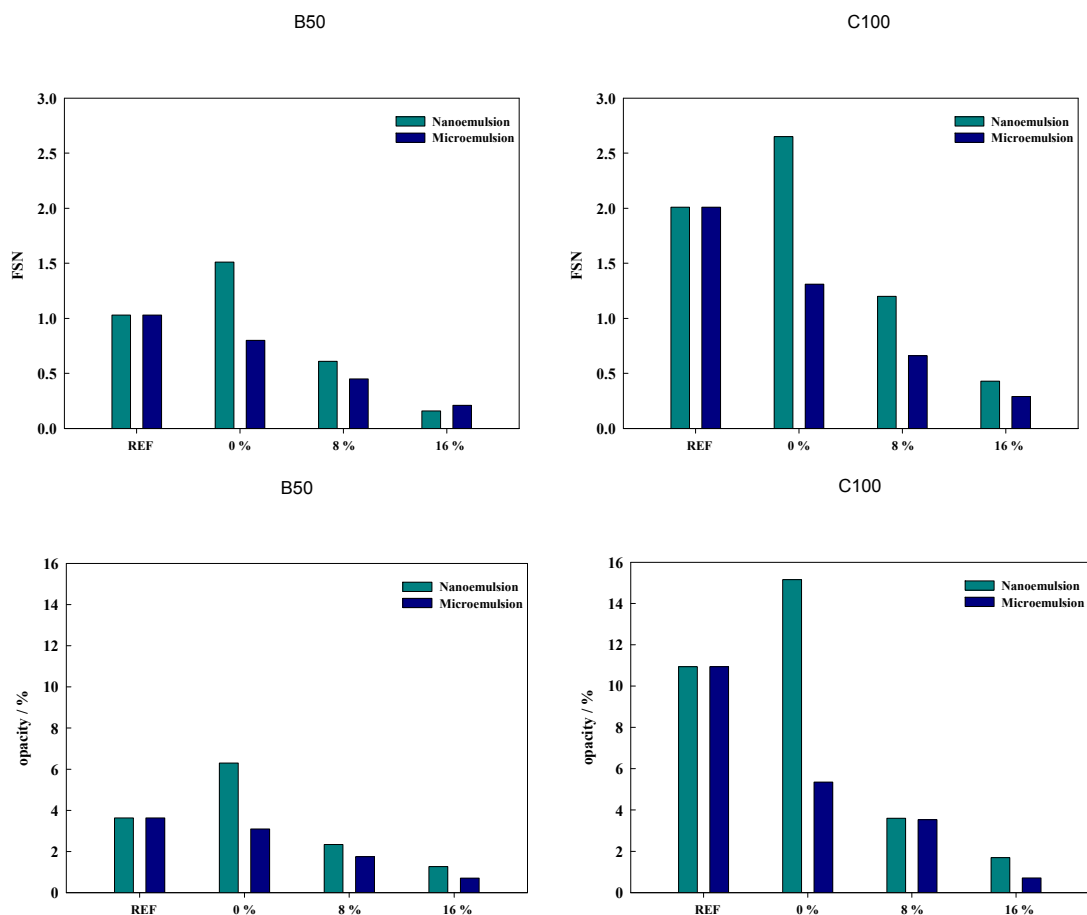 B50
C100
3.0
2.5
2.0
1.5
1.0
0.5
0.0
FSN
Nanoemulsion
Microemulsion
REF 0 % 8 % 16 %
3.0
2.5
2.0
1.5
1.0
0.5
0.0
FSN
Nanoemulsion
Microemulsion
REF 0 % 8 % 16 %
B50
C100
16
14
12
10
8
6
4
2
0
opacity / %
Nanoemulsion
Microemulsion
REF 0 % 8 % 16 %
16
14
12
10
8
6
4
2
0
opacity / %
Nanoemulsion
Microemulsion
REF 0 % 8 % 16 %